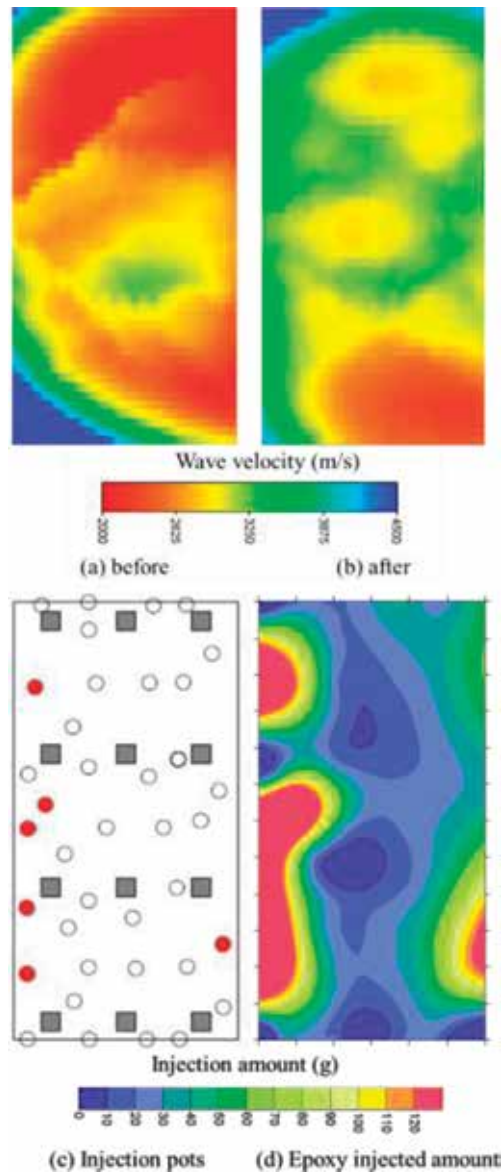 Wave velocity (m/s)
2000 2625 3250 3875 4500
(a) before (b) after
Injection amount (g)
0 10 20 30 40 50 60 70 80 90 100 110 120
(c) Injection pots (d) Epoxy injected amount